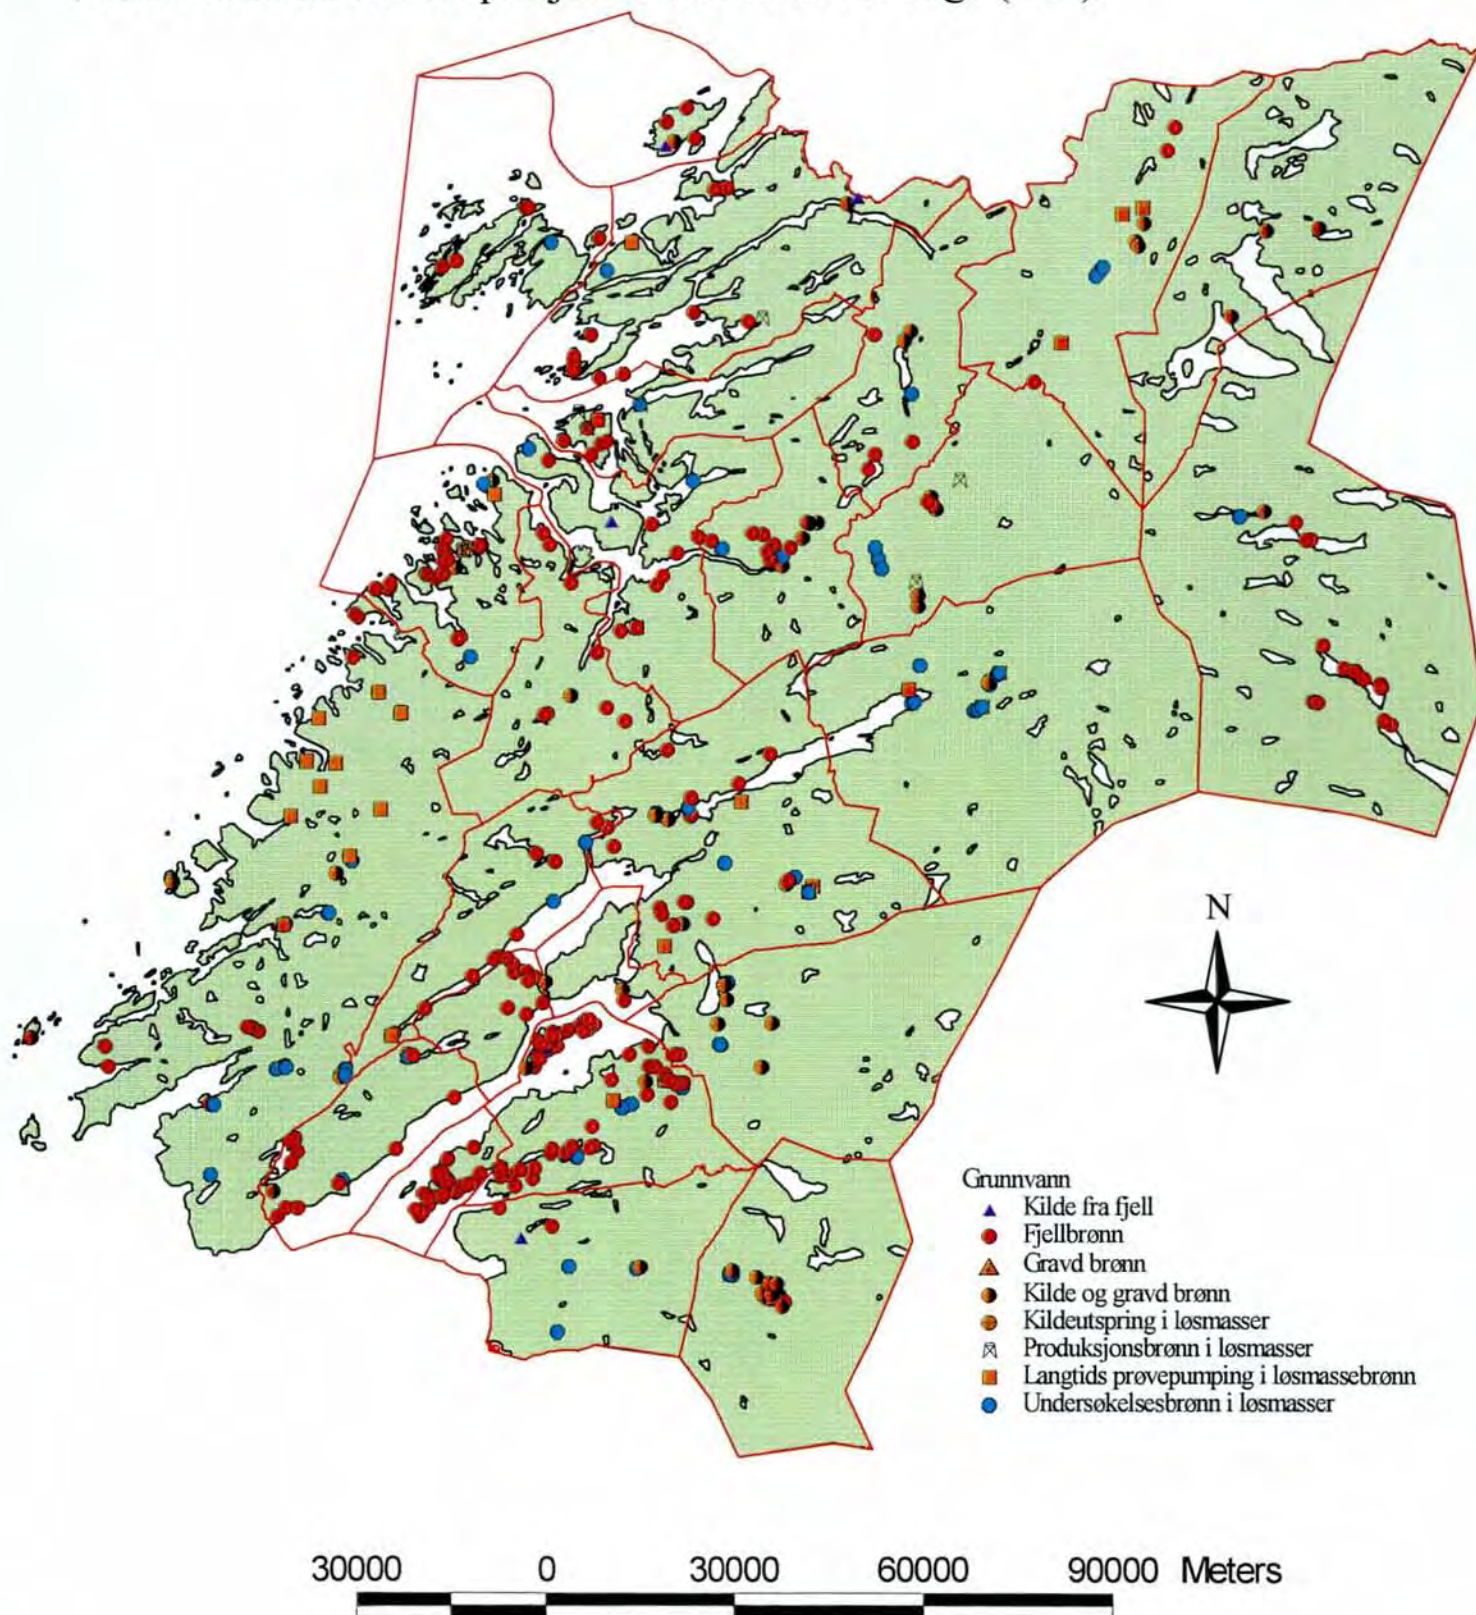 N
Grunnvann
Kilde fra fjell
Fjellbrønn
Gravd brønn
Kilde og gravd brønn
Kildeutspring i løsmasser
Produksjonsbrønn i løsmasser
Langtids prøvepumping i løsmassebrønn
Undersøkelsesbrønn i løsmasser
30000 0 30000 60000 90000 Meters